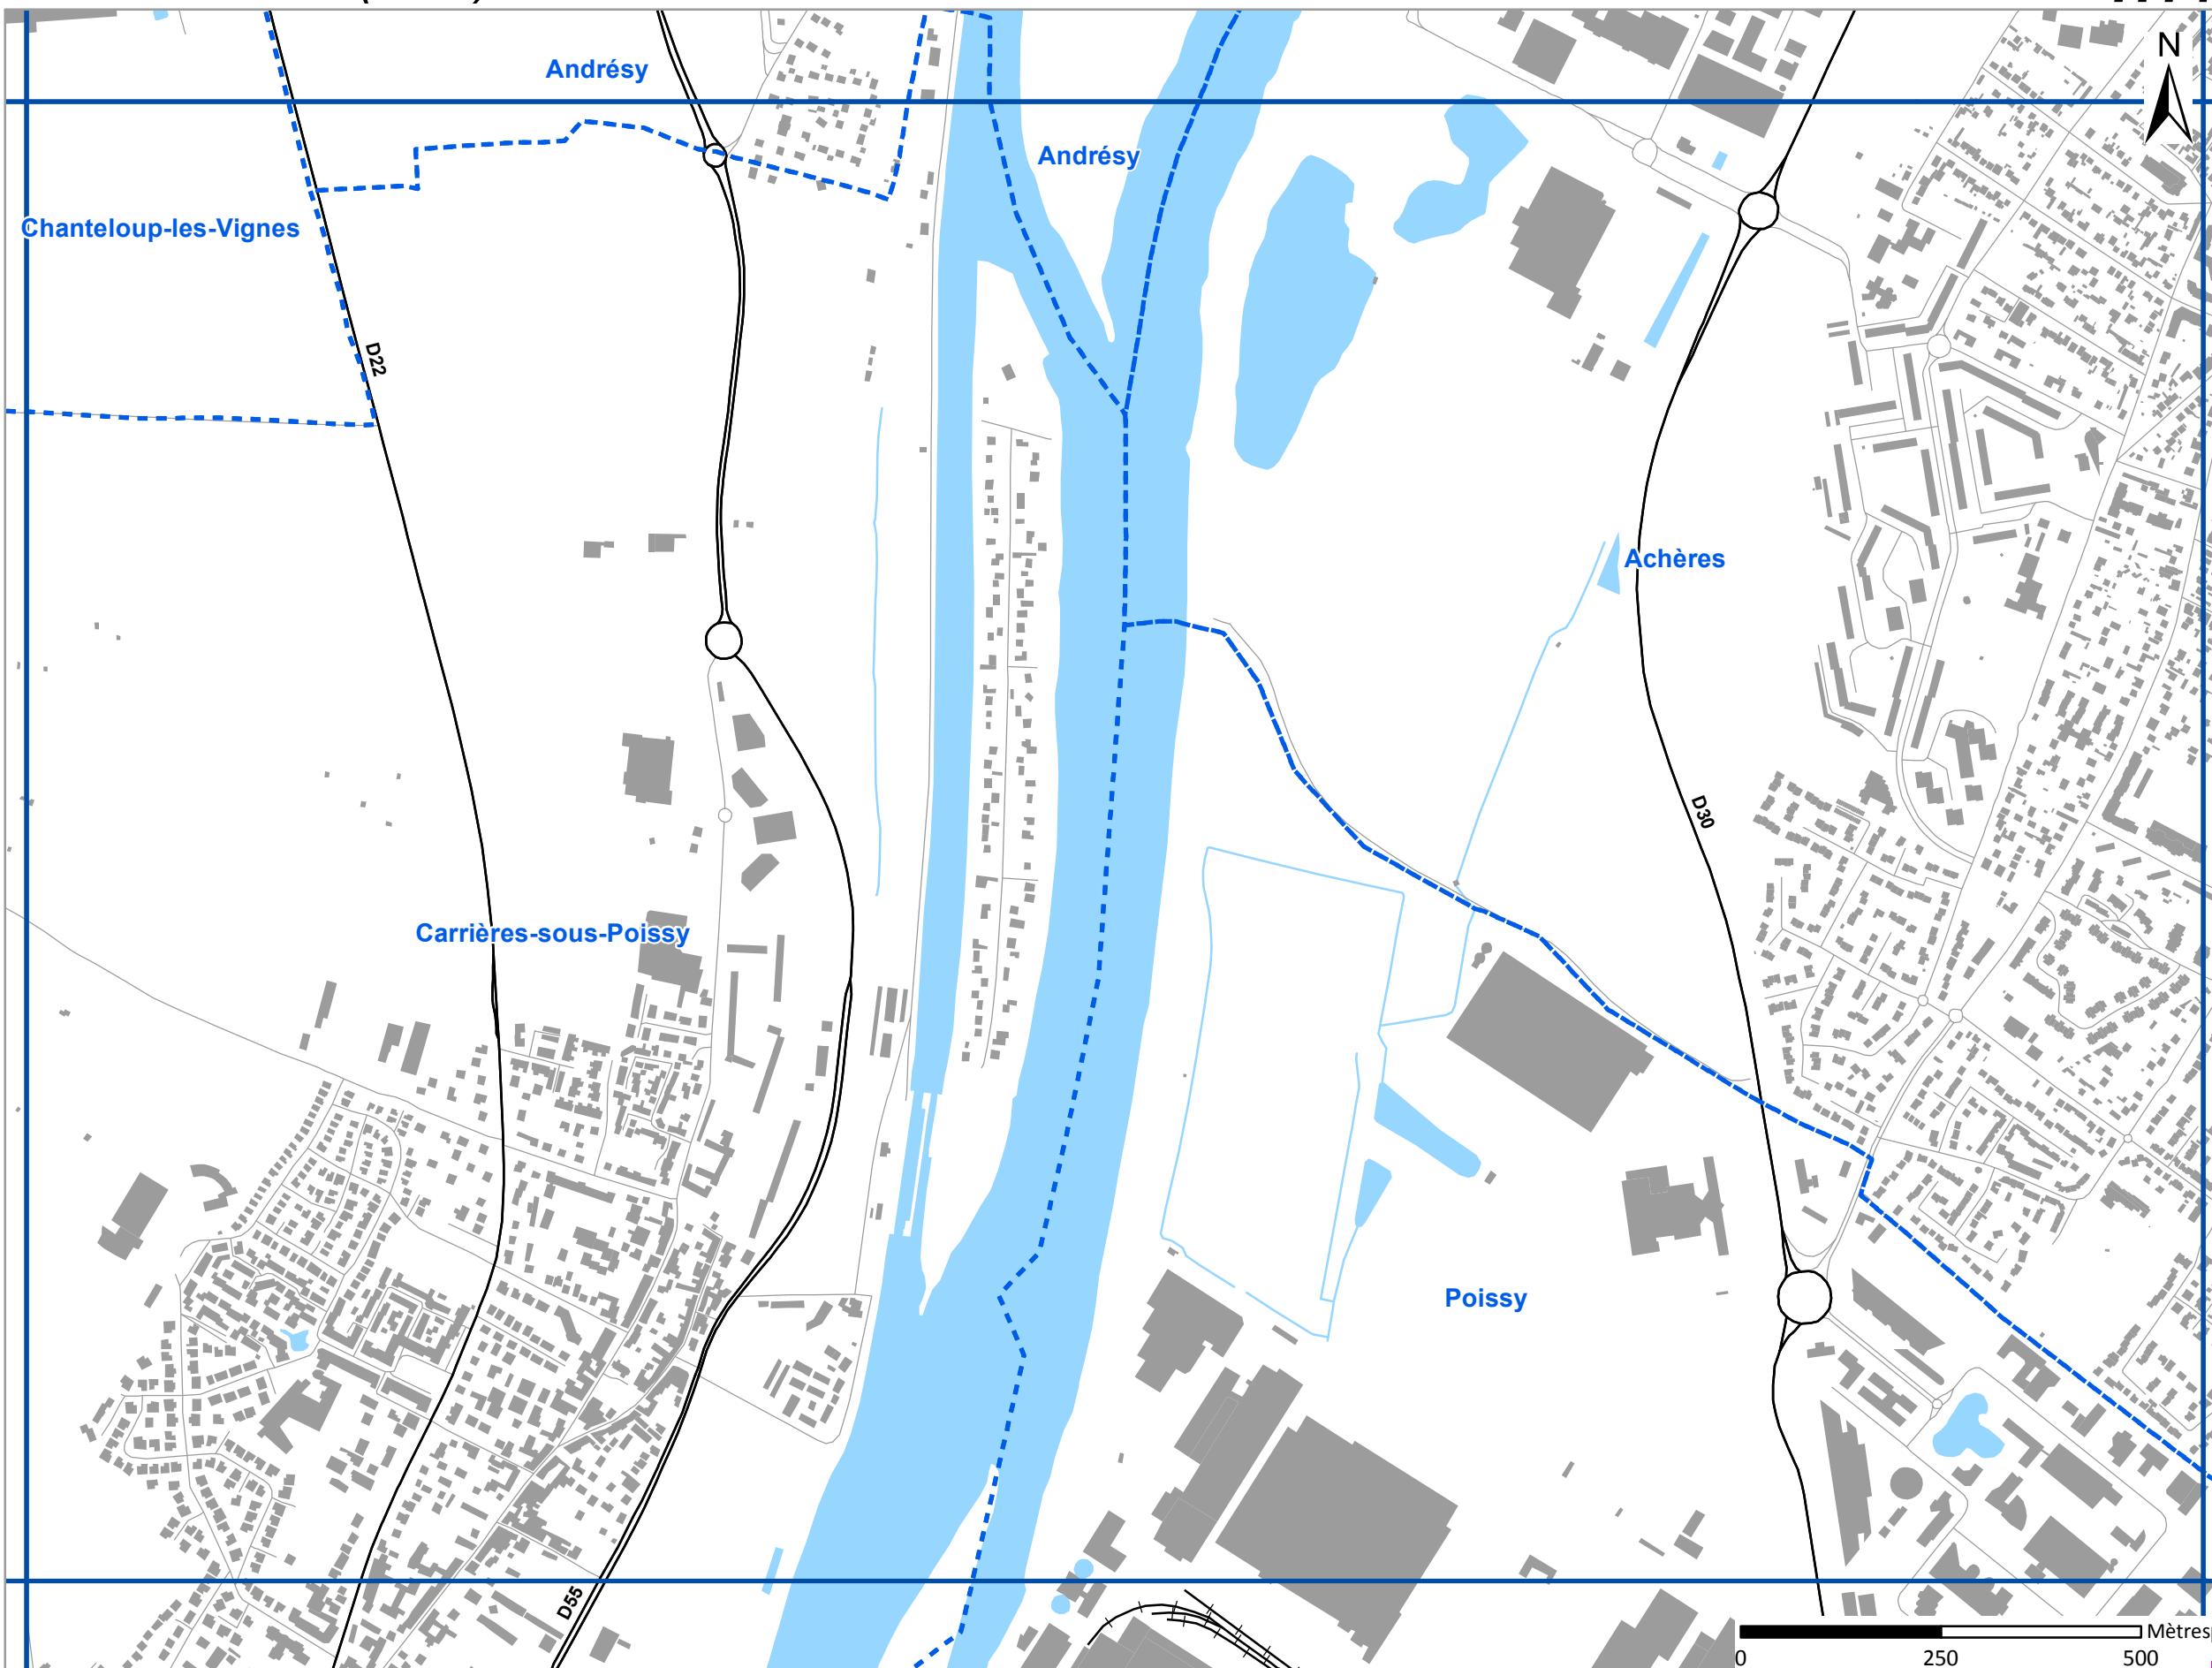 N
Andrésy
Andrésy
Chanteloup-les-Vignes
D22
Achères
D30
Carrières-sous-Poissy
Poissy
D55
Mètres
0 250 500